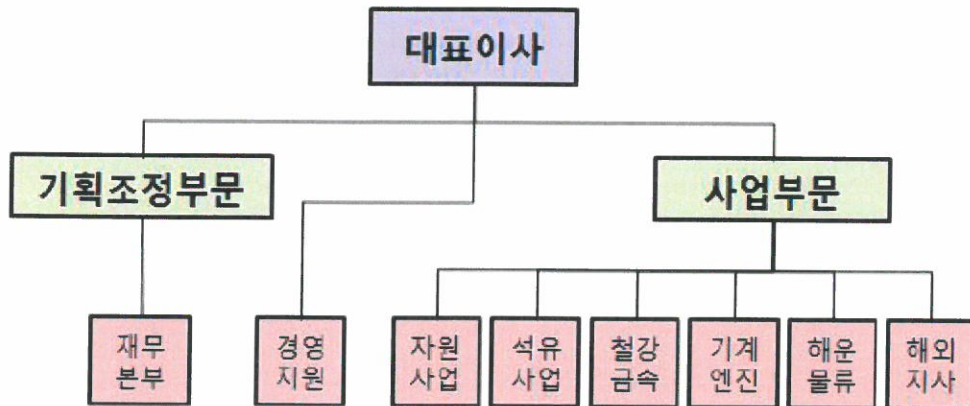 대표이사
기획조정부문
사업부문
재무
본부
경영
지원
자원
사업
석유
사업
철강
금속
기계
엔진
해운
물류
해외
지사